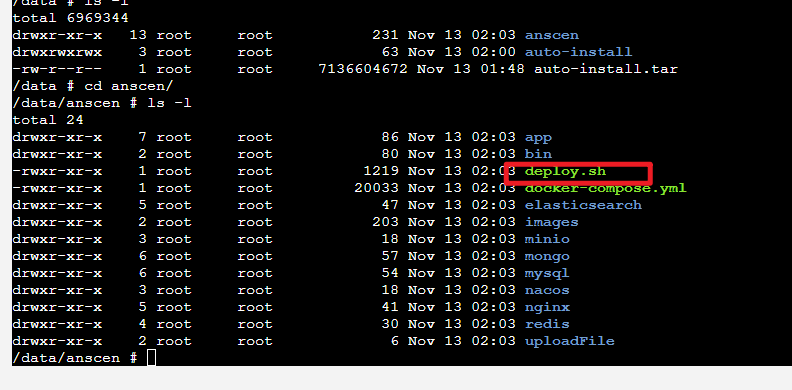 /data # ls -l
total 6969344
drwxr-xr-x 13 root root 231 Nov 13 02:03 anscen
drwxrwxrwx 3 root root 63 Nov 13 02:00 auto-install
-rw-r--r-- 1 root root 7136604672 Nov 13 01:48 auto-install.tar
/data # cd anscen/
/data/anscen # ls -l
total 24
drwxr-xr-x 7 root root 86 Nov 13 02:03 app
drwxr-xr-x 2 root root 80 Nov 13 02:03 bin
-rwxr-xr-x 1 root root 1219 Nov 13 02:03 deploy.sh
-rwxr-xr-x 1 root root 20033 Nov 13 02:03 docker-compose.yml
drwxr-xr-x 5 root root 47 Nov 13 02:03 elasticsearch
drwxr-xr-x 2 root root 203 Nov 13 02:03 images
drwxr-xr-x 3 root root 18 Nov 13 02:03 minio
drwxr-xr-x 6 root root 57 Nov 13 02:03 mongo
drwxr-xr-x 6 root root 54 Nov 13 02:03 mysql
drwxr-xr-x 3 root root 18 Nov 13 02:03 nacos
drwxr-xr-x 5 root root 41 Nov 13 02:03 nginx
drwxr-xr-x 4 root root 30 Nov 13 02:03 redis
drwxr-xr-x 2 root root 6 Nov 13 02:03 uploadFile
/data/anscen #